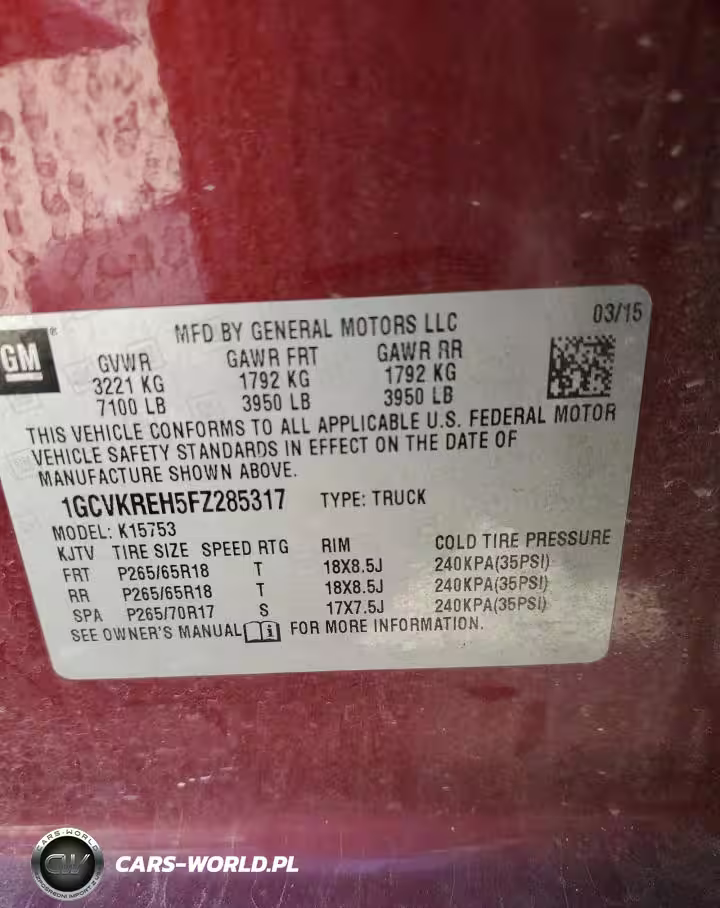 GM®
MFD BY GENERAL MOTORS LLC 03/15
GVWR GAWR FRT GAWR RR
3221 KG 1792 KG 1792 KG
7100 LB 3950 LB 3950 LB
THIS VEHICLE CONFORMS TO ALL APPLICABLE U.S. FEDERAL MOTOR
VEHICLE SAFETY STANDARDS IN EFFECT ON THE DATE OF
MANUFACTURE SHOWN ABOVE.
1GCVKREH5FZ285317 TYPE: TRUCK
MODEL: K15753
KJTV TIRE SIZE SPEED RTG RIM COLD TIRE PRESSURE
FRT P265/65R18 T 18X8.5J 240KPA(35PSI)
RR P265/65R18 T 18X8.5J 240KPA(35PSI)
SPA P265/70R17 S 17X7.5J 240KPA(35PSI)
SEE OWNER'S MANUAL i FOR MORE INFORMATION.
CARS-WORLD
CW
CARS-WORLD.PL